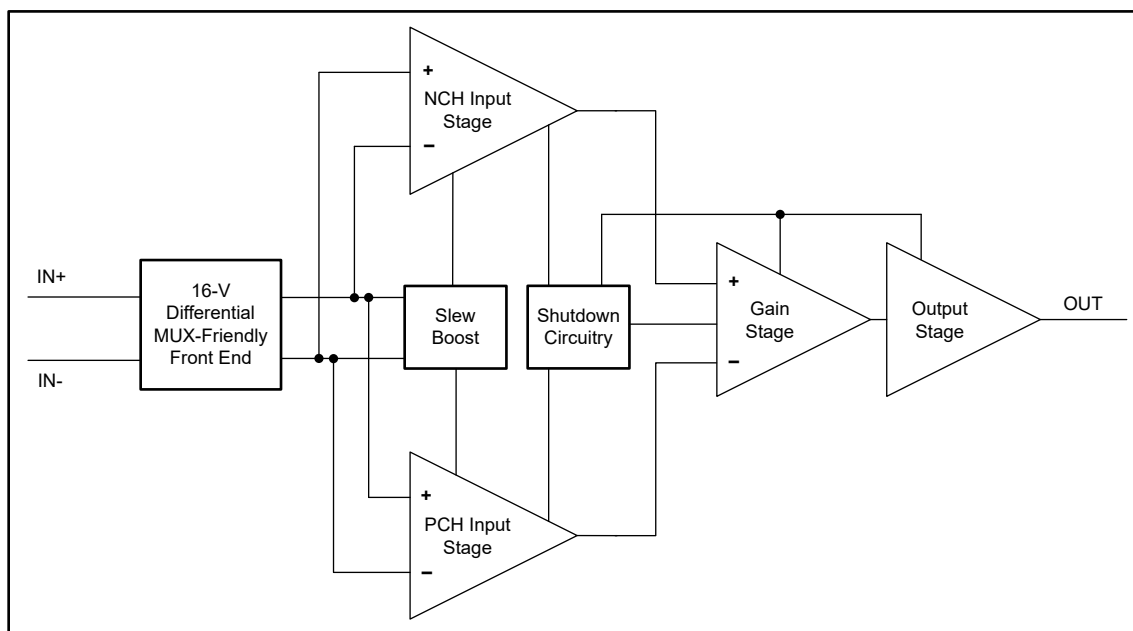 +
NCH Input
Stage
−
IN+
IN-
16-V
Differential
MUX-Friendly
Front End
Slew
Boost
Shutdown
Circuitry
+
Gain
Stage
−
Output
Stage
OUT
+
PCH Input
Stage
−